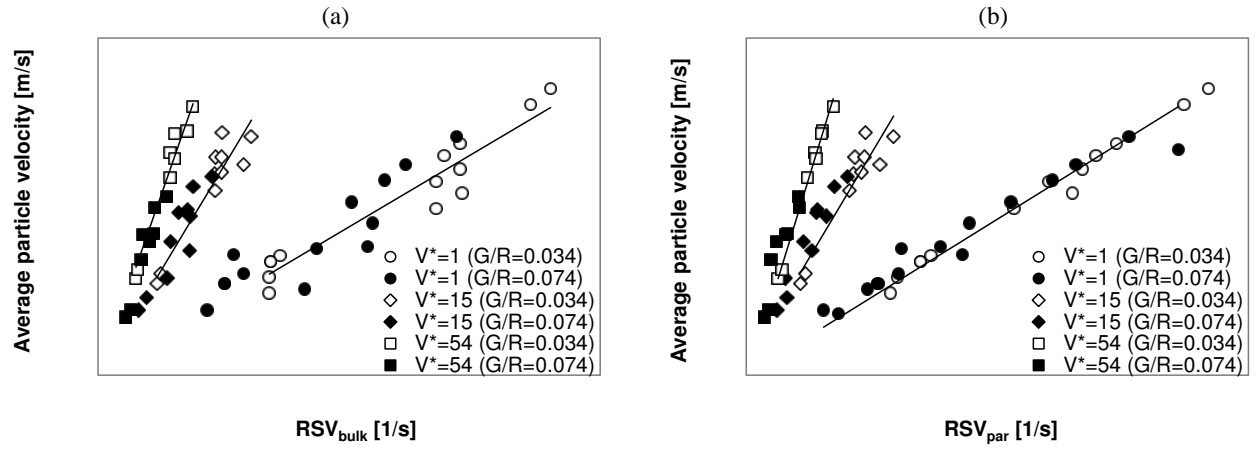 (a)
Average particle velocity [m/s]
V*=1 (G/R=0.034)
V*=1 (G/R=0.074)
V*=15 (G/R=0.034)
V*=15 (G/R=0.074)
V*=54 (G/R=0.034)
V*=54 (G/R=0.074)
RSVbulk [1/s]
(b)
Average particle velocity [m/s]
V*=1 (G/R=0.034)
V*=1 (G/R=0.074)
V*=15 (G/R=0.034)
V*=15 (G/R=0.074)
V*=54 (G/R=0.034)
V*=54 (G/R=0.074)
RSVpar [1/s]